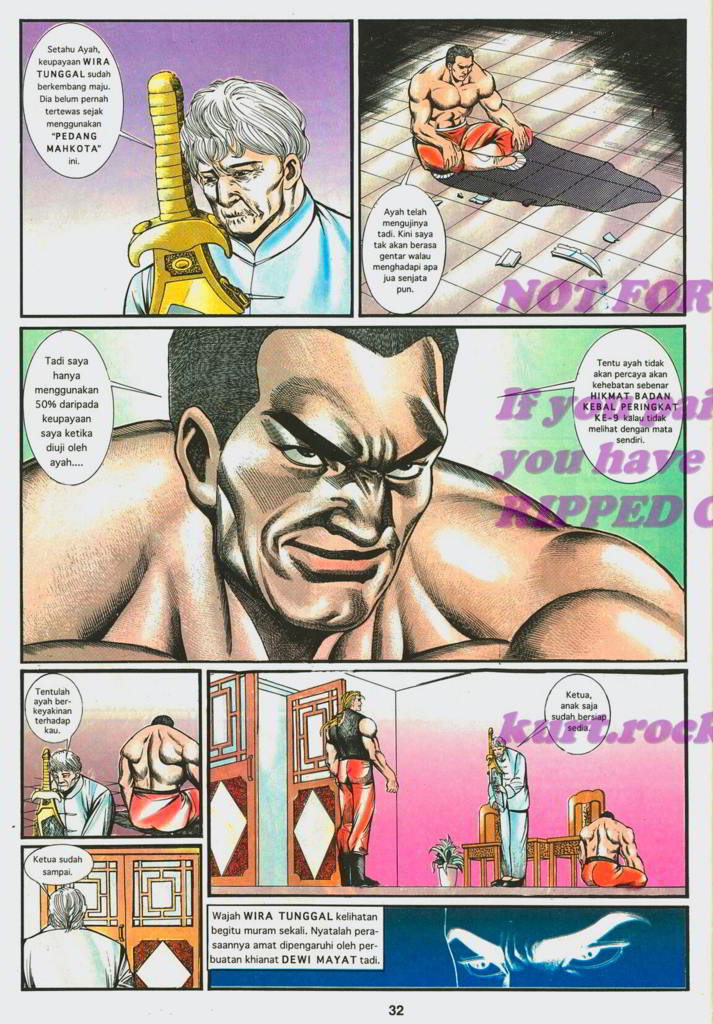 Setahu Ayah,
keupayaan WIRA
TUNGGAL sudah
berkembang maju.
Dia belum pernah
tertewas sejak
menggunakan
"PEDANG
MAHKOTA"
ini.
Ayah telah
mengujinya
tadi. Kini saya
tak akan berasa
gentar walau
menghadapi apa
jua senjata
pun.
NOT FOR
Tadi saya
hanya
menggunakan
50% daripada
keupayaan
saya ketika
diuji oleh
ayah....
Tentu ayah tidak
akan percaya akan
kehebatan sebenar
HIKMAT BADAN
KEBAL PERINGKAT
KE-9 kalau tidak
melihat dengan mata
sendiri.
If you pai
you have
RIPPED O
Tentulah
ayah ber-
keyakinan
terhadap
kau.
Ketua,
anak saja
sudah bersiap
sedia.
kurt.rock
Ketua sudah
sampai.
Wajah WIRA TUNGGAL kelihatan
begitu muram sekali. Nyatalah pera-
saannya amat dipengaruhi oleh per-
buatan khianat DEWI MAYAT tadi.
32